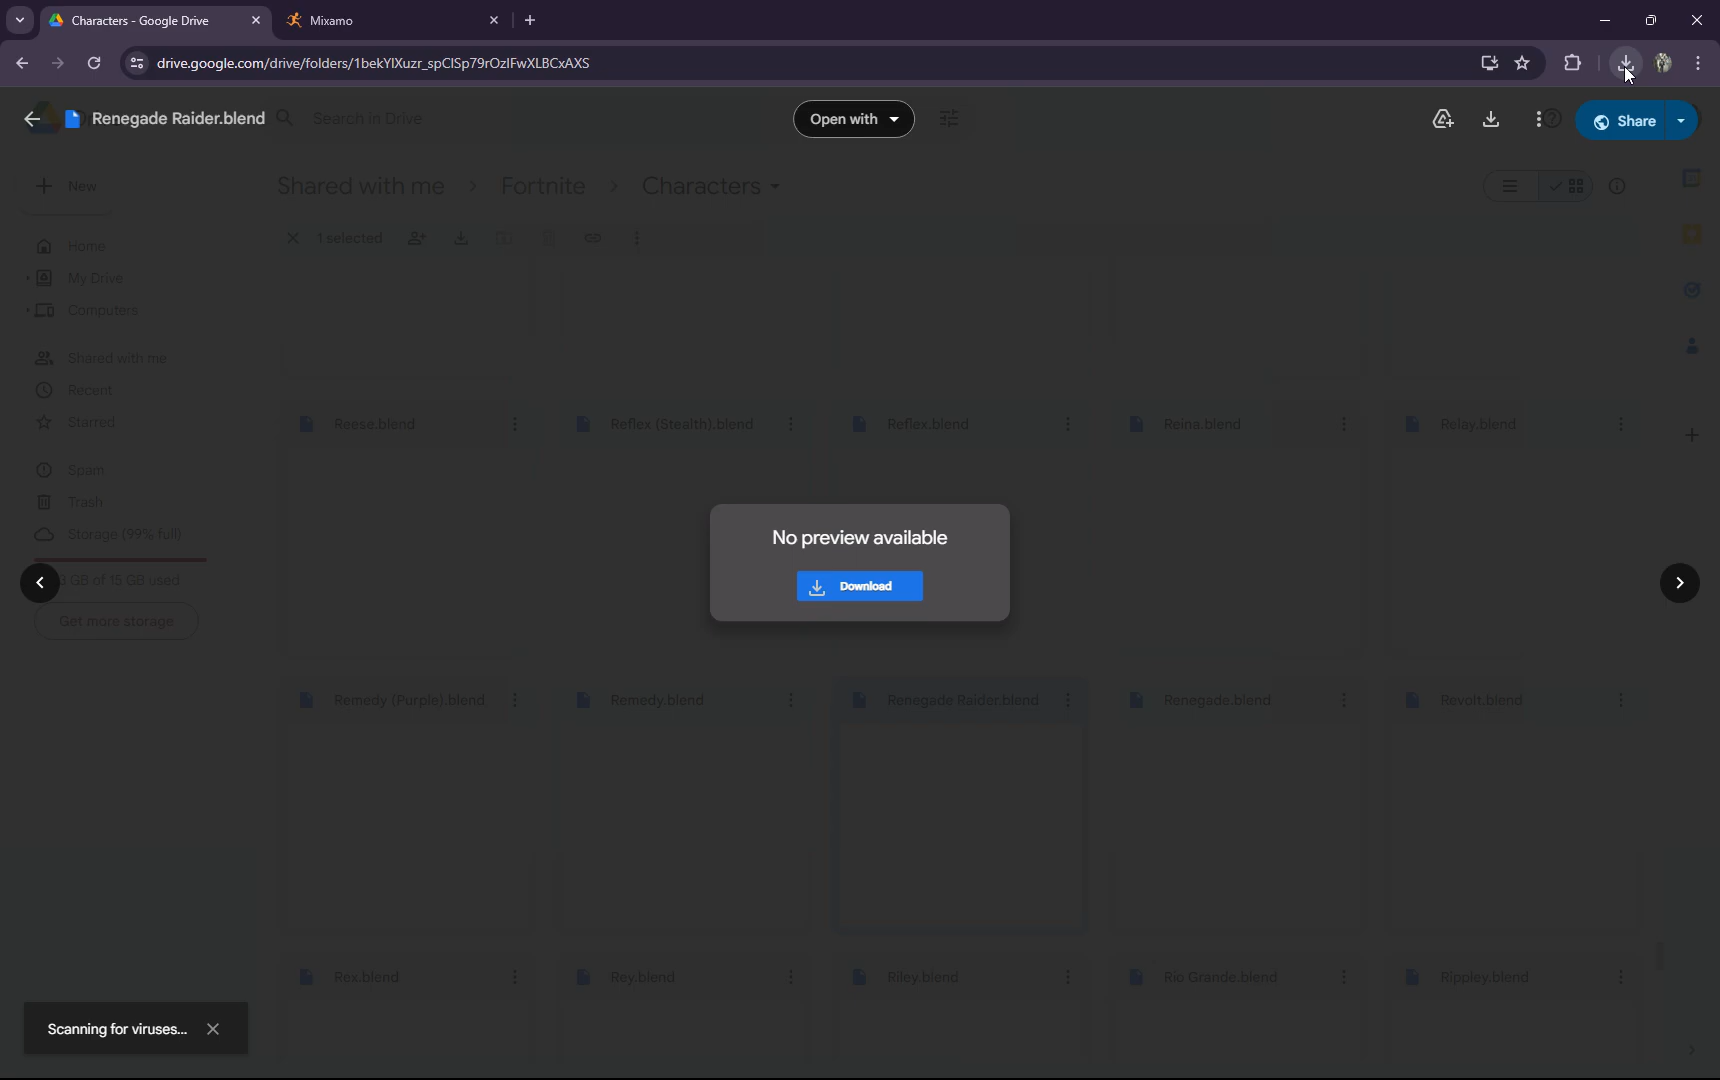 Characters - Google Drive
Mixamo
drive.google.com/drive/folders/1bekYlXuzr_spClSp79rOzlFwXLBCxAXS
Renegade Raider.blend
Search in Drive
Open with
Share
New
Shared with me > Fortnite > Characters
1 selected
Home
My Drive
Computers
Shared with me
Recent
Starred
Spam
Trash
Storage (99% full)
GB of 15 GB used
Get more storage
Reese.blend
Reflex (Stealth).blend
Reflex.blend
Reina.blend
Relay.blend
No preview available
Download
Remedy (Purple).blend
Remedy.blend
Renegade Raider.blend
Renegade.blend
Revolt.blend
Rex.blend
Rey.blend
Riley.blend
Rio Grande.blend
Rippley.blend
Scanning for viruses...